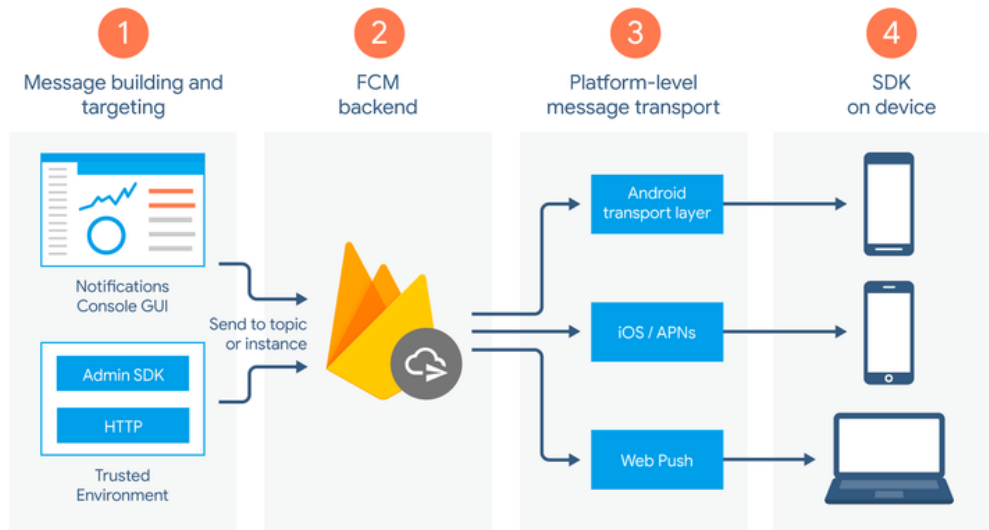 1
Message building and
targeting
2
FCM
backend
3
Platform-level
message transport
4
SDK
on device
Notifications
Console GUI
Send to topic
or instance
Admin SDK
HTTP
Trusted
Environment
Android
transport layer
iOS / APNs
Web Push